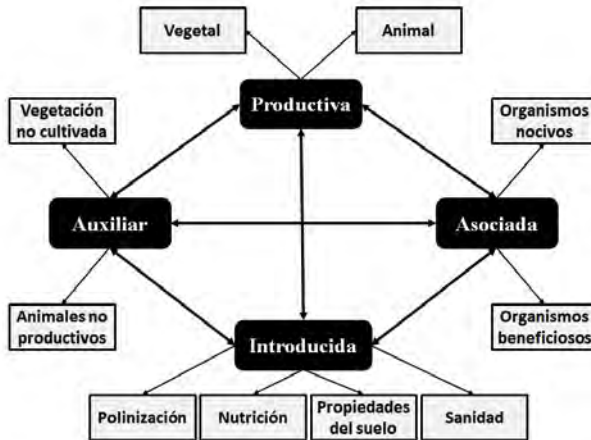 Vegetal
Animal
Productiva
Vegetación
no cultivada
Organismos
nocivos
Auxiliar
Asociada
Animales no
productivos
Organismos
beneficiosos
Introducida
Polinización
Nutrición
Propiedades
del suelo
Sanidad